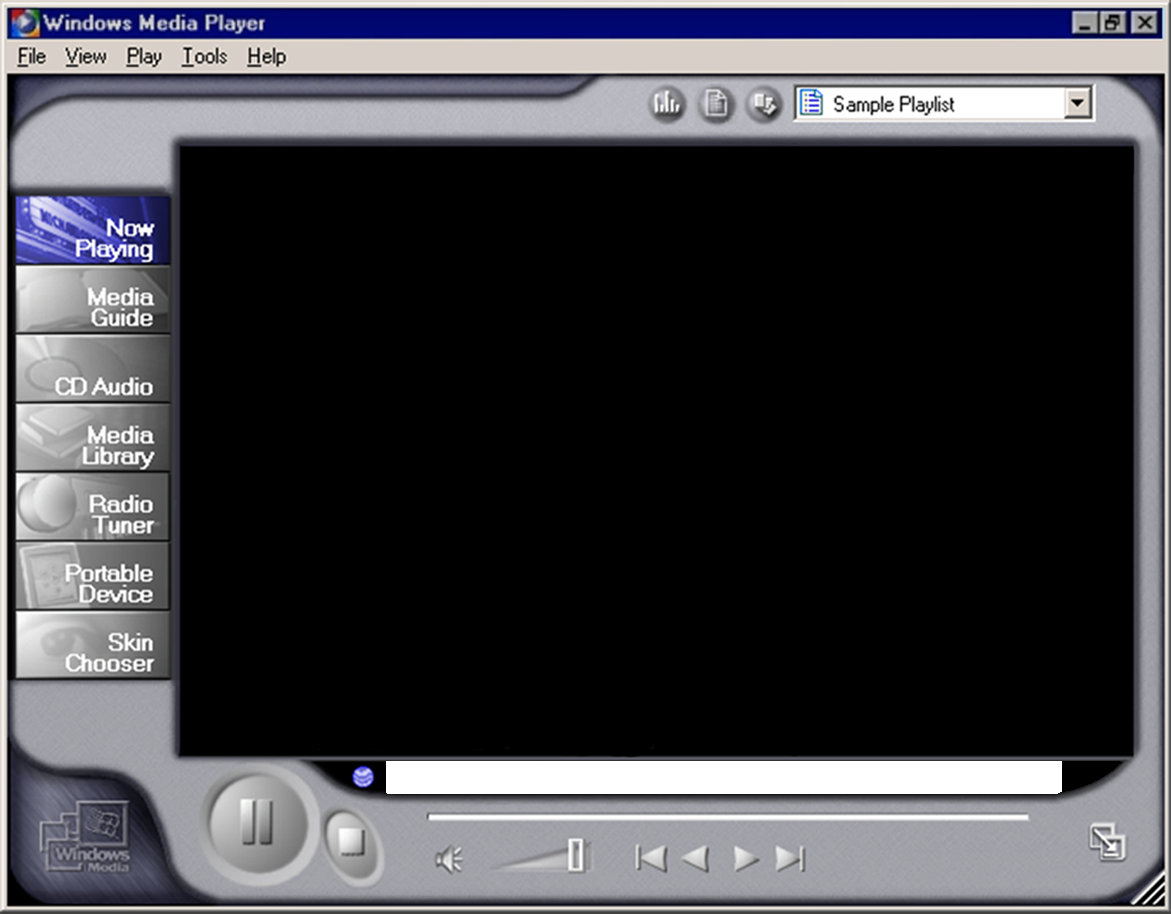 Windows Media Player
File View Play Tools Help
Sample Playlist
Now
Playing
Media
Guide
CD Audio
Media
Library
Radio
Tuner
Portable
Device
Skin
Chooser
Windows
Media